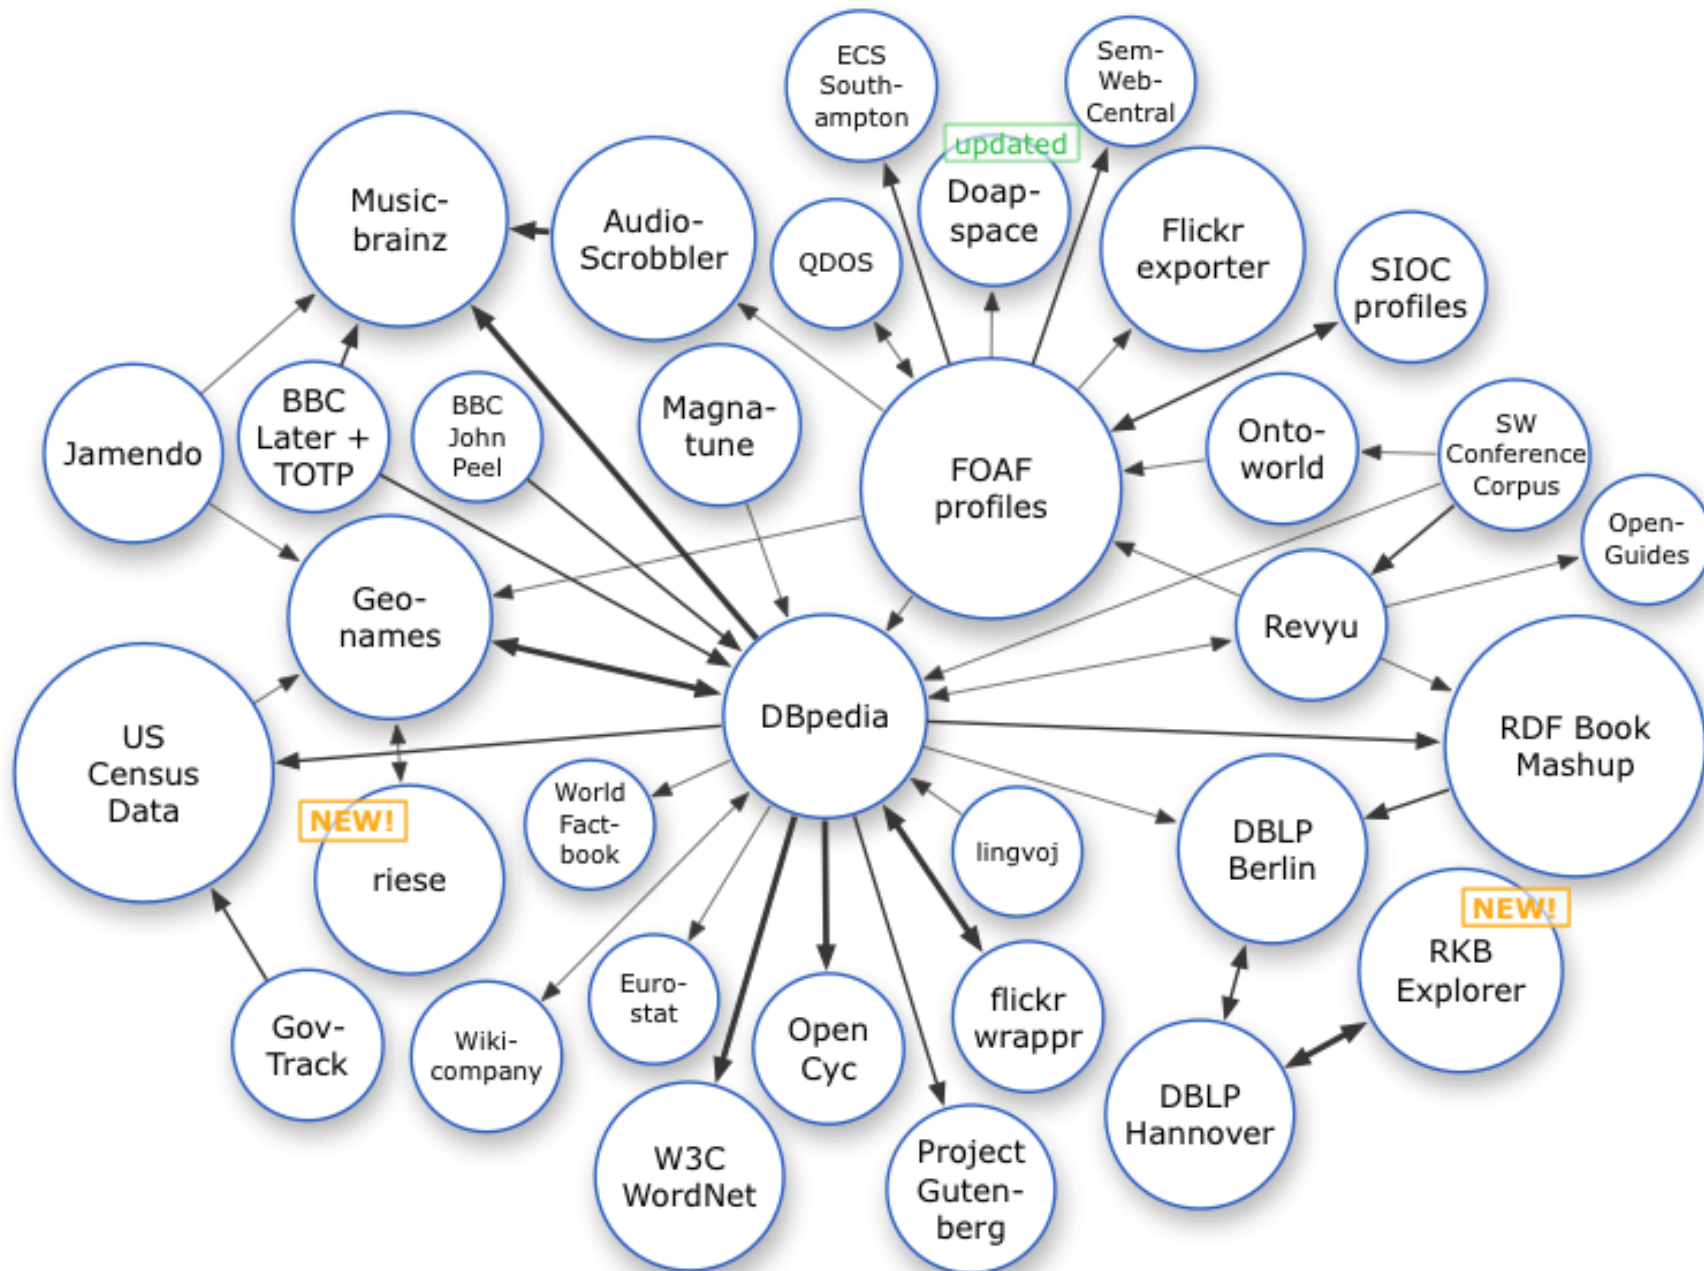 ECS
South-
ampton
Sem-
Web-
Central
updated
Doap-
space
Music-
brainz
Audio-
Scrobbler
QDOS
Flickr
exporter
SIOC
profiles
Jamendo
BBC
Later +
TOTP
BBC
John
Peel
Magna-
tune
FOAF
profiles
Onto-
world
SW
Conference
Corpus
Open-
Guides
Geo-
names
Revyu
US
Census
Data
DBpedia
RDF Book
Mashup
NEW!
riese
World
Fact-
book
lingvoj
DBLP
Berlin
NEW!
RKB
Explorer
Gov-
Track
Wiki-
company
Euro-
stat
Open
Cyc
flickr
wrappr
DBLP
Hannover
W3C
WordNet
Project
Guten-
berg